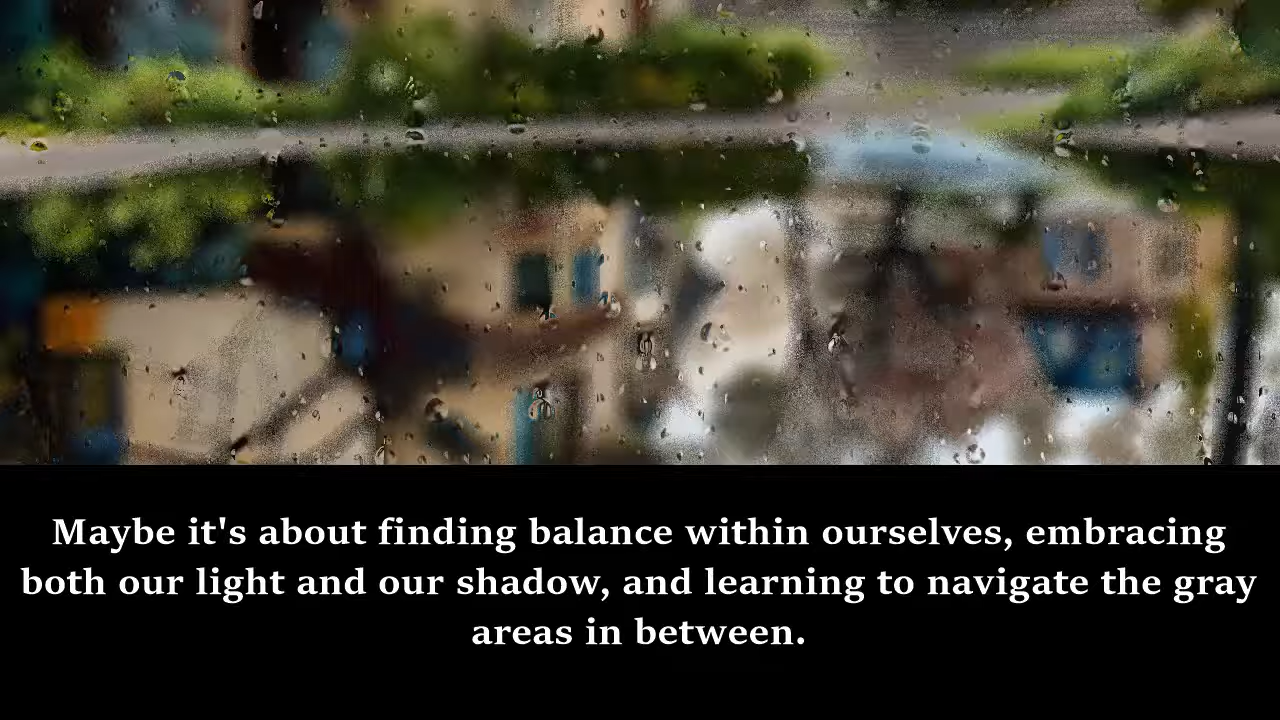 Maybe it's about finding balance within ourselves, embracing
both our light and our shadow, and learning to navigate the gray
areas in between.